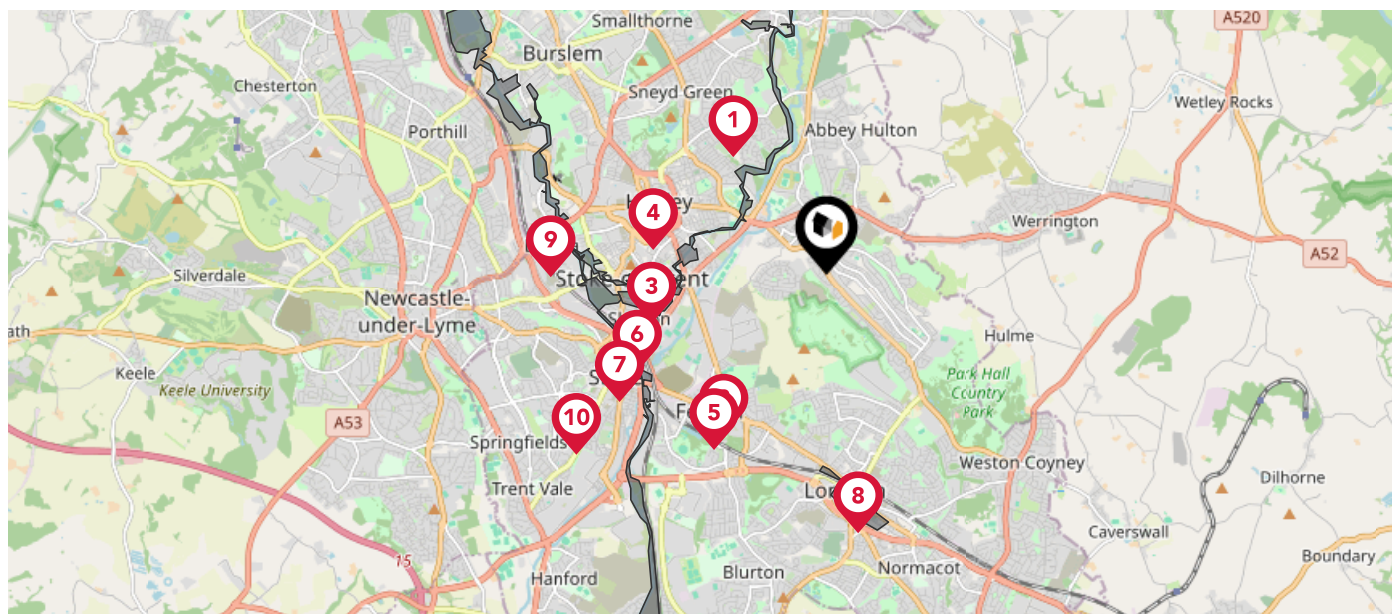 A520
Smallthorne
Burslem
Chesterton
Sneyd Green
Wetley Rocks
1
Porthill
Abbey Hulton
4
Werrington
9
A52
Silverdale
3
Newcastle-
under-Lyme
6
Hulme
7
Keele
Keele University
Park Hall
Country
Park
5
10
A53
Springfields
Weston Coyney
Trent Vale
8
Dilhorne
Caverswall
15
Boundary
Hanford
Blurton
Normacot